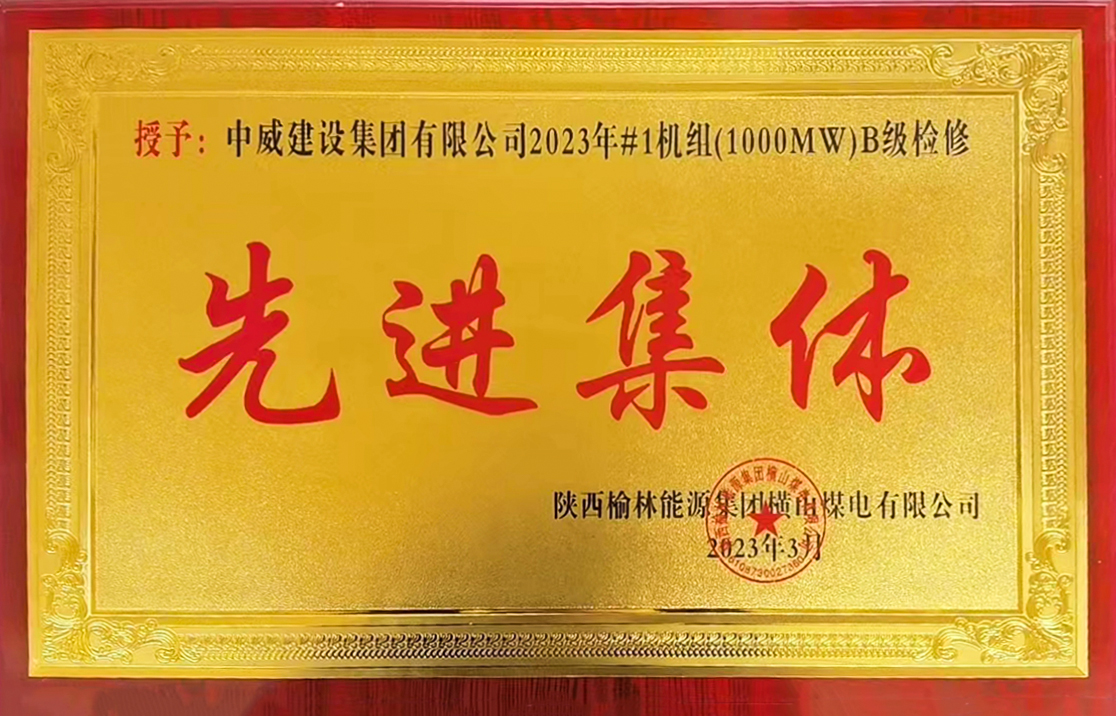 授予：中威建设集团有限公司2023年#1机组(1000MW)B级检修
先进集体
陕西榆林能源集团横山煤电有限公司
2023年3月